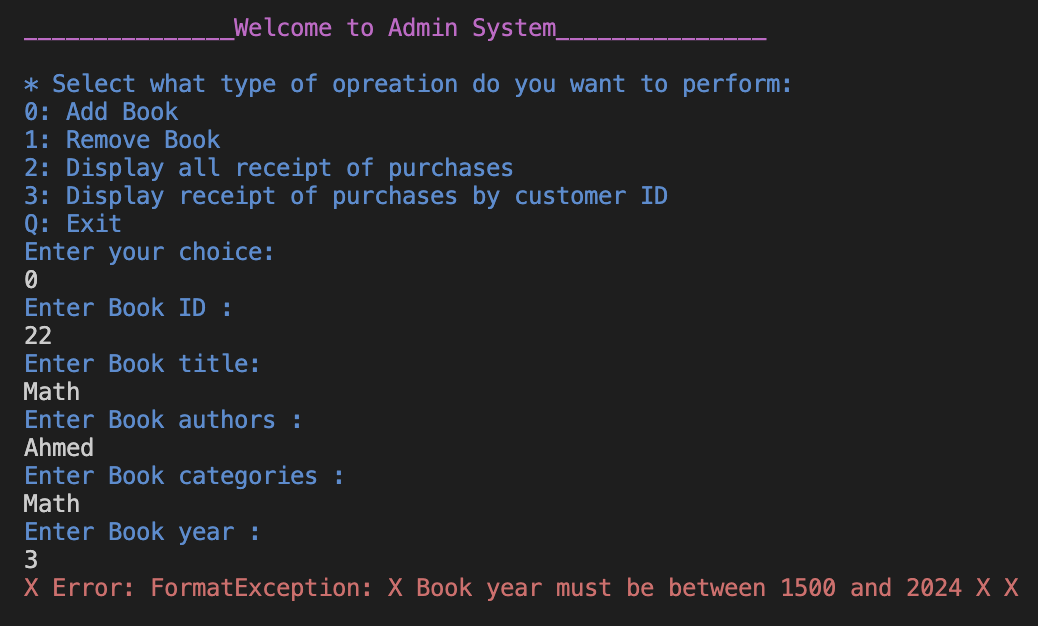 _______________Welcome to Admin System_______________
* Select what type of opreation do you want to perform:
0: Add Book
1: Remove Book
2: Display all receipt of purchases
3: Display receipt of purchases by customer ID
Q: Exit
Enter your choice:
0
Enter Book ID :
22
Enter Book title:
Math
Enter Book authors :
Ahmed
Enter Book categories :
Math
Enter Book year :
3
X Error: FormatException: X Book year must be between 1500 and 2024 X X